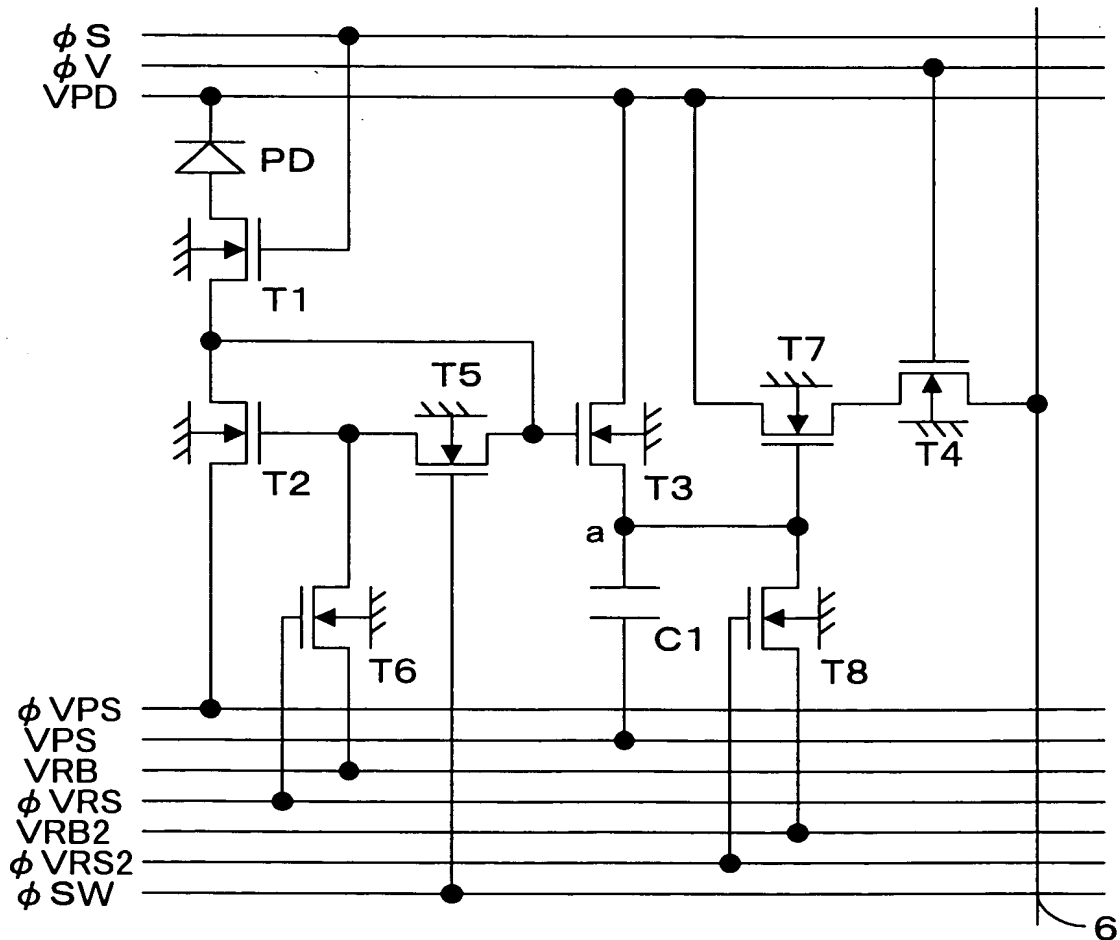 φS
φV
VPD
PD
T1
T7
T5
T4
T2
T3
a
C1
T8
T6
φVPS
VPS
VRB
φVRS
VRB2
φVRS2
φSW
6